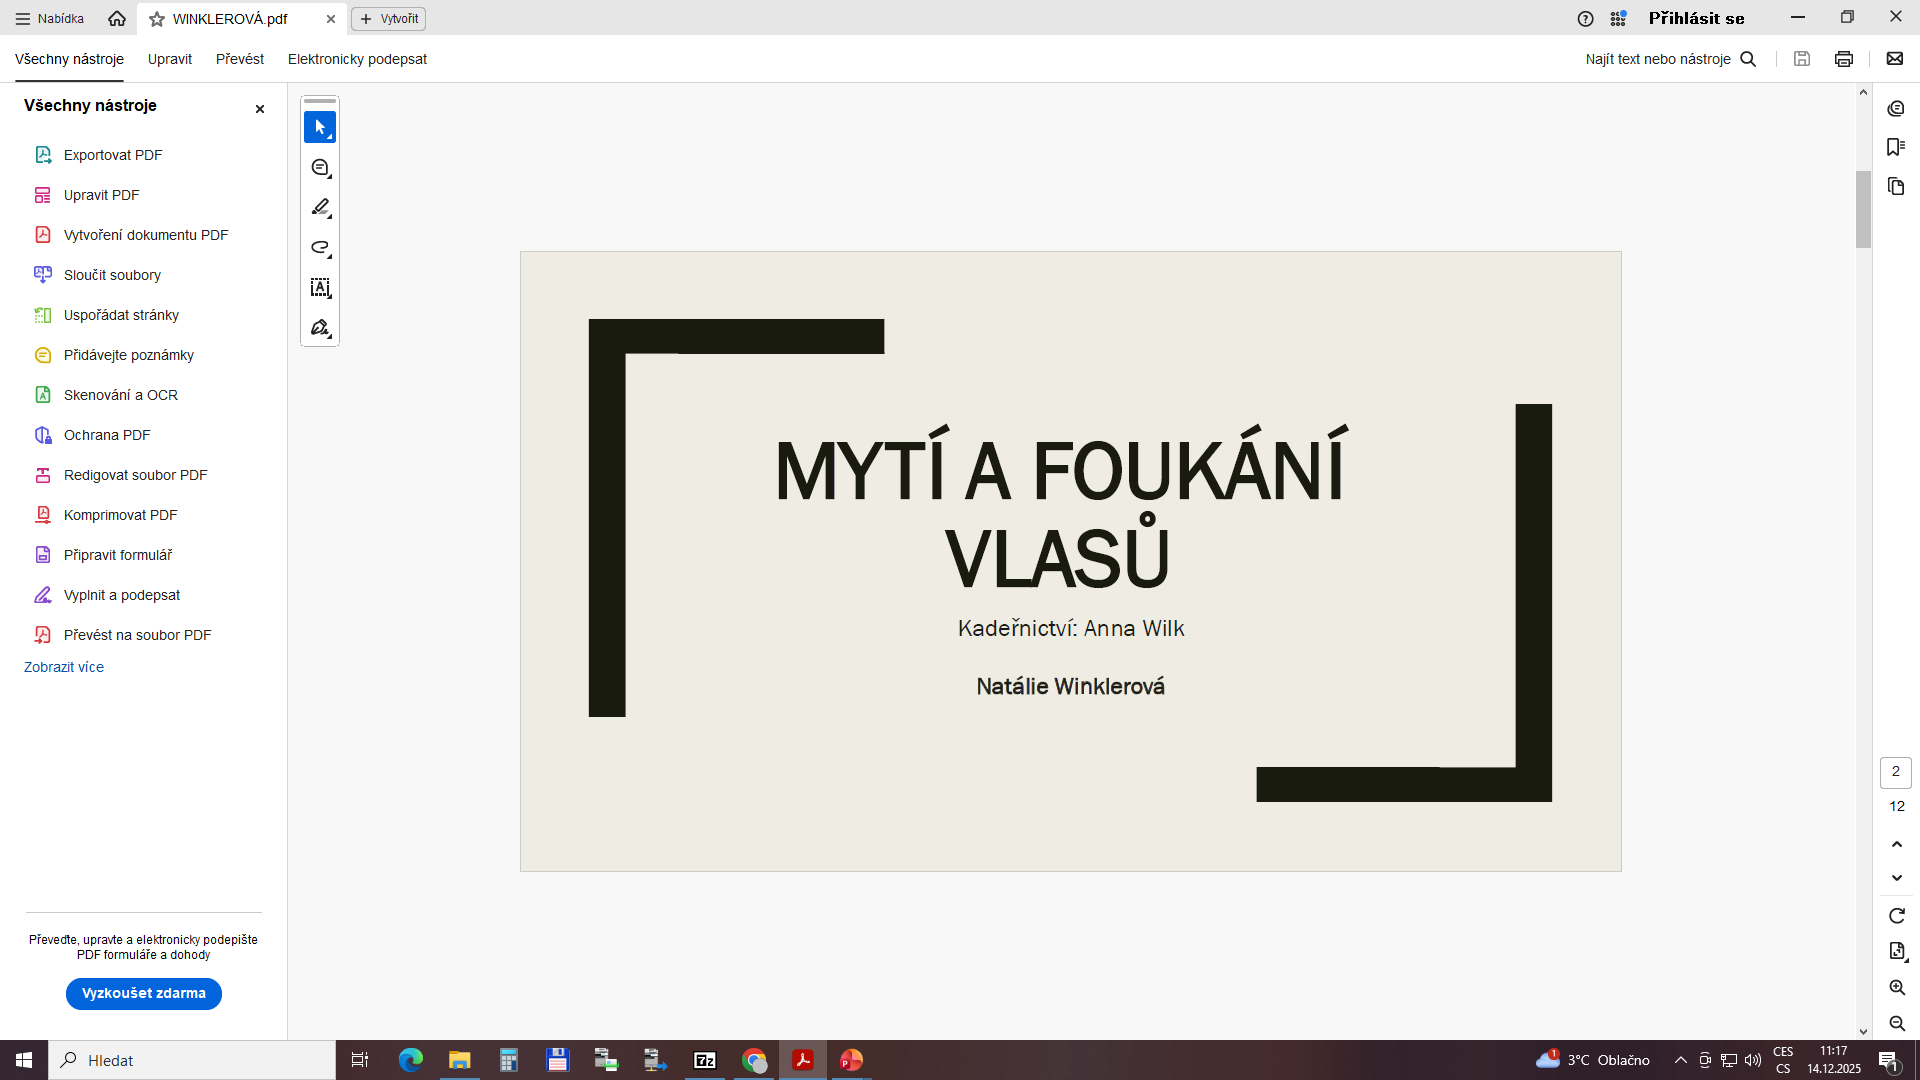 Nabídka
WINKLEROVÁ.pdf
Vytvořit
Přihlásit se
Všechny nástroje
Upravit
Převést
Elektronicky podepsat
Najít text nebo nástroje
Všechny nástroje
Exportovat PDF
Upravit PDF
Vytvoření dokumentu PDF
Sloučit soubory
Uspořádat stránky
Přidávejte poznámky
Skenování a OCR
Ochrana PDF
Redigovat soubor PDF
Komprimovat PDF
Připravit formulář
Vyplnit a podepsat
Převést na soubor PDF
Zobrazit více
Převeďte, upravte a elektronicky podepište
PDF formuláře a dohody
Vyzkoušet zdarma
MYTÍ A FOUKÁNÍ
VLASŮ
Kadeřnictví: Anna Wilk
Natálie Winklerová
2
12
Hledat
7z
1
3°C Oblačno
CES
CS
11:17
14.12.2025
1